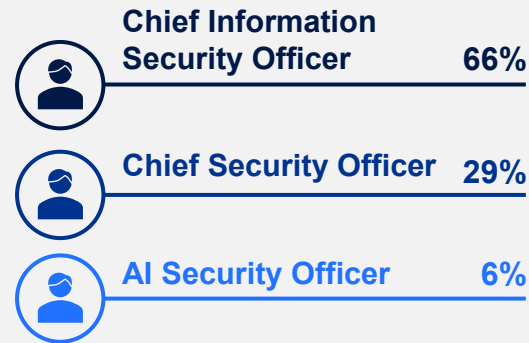 Chief Information
Security Officer 66%
Chief Security Officer 29%
AI Security Officer 6%